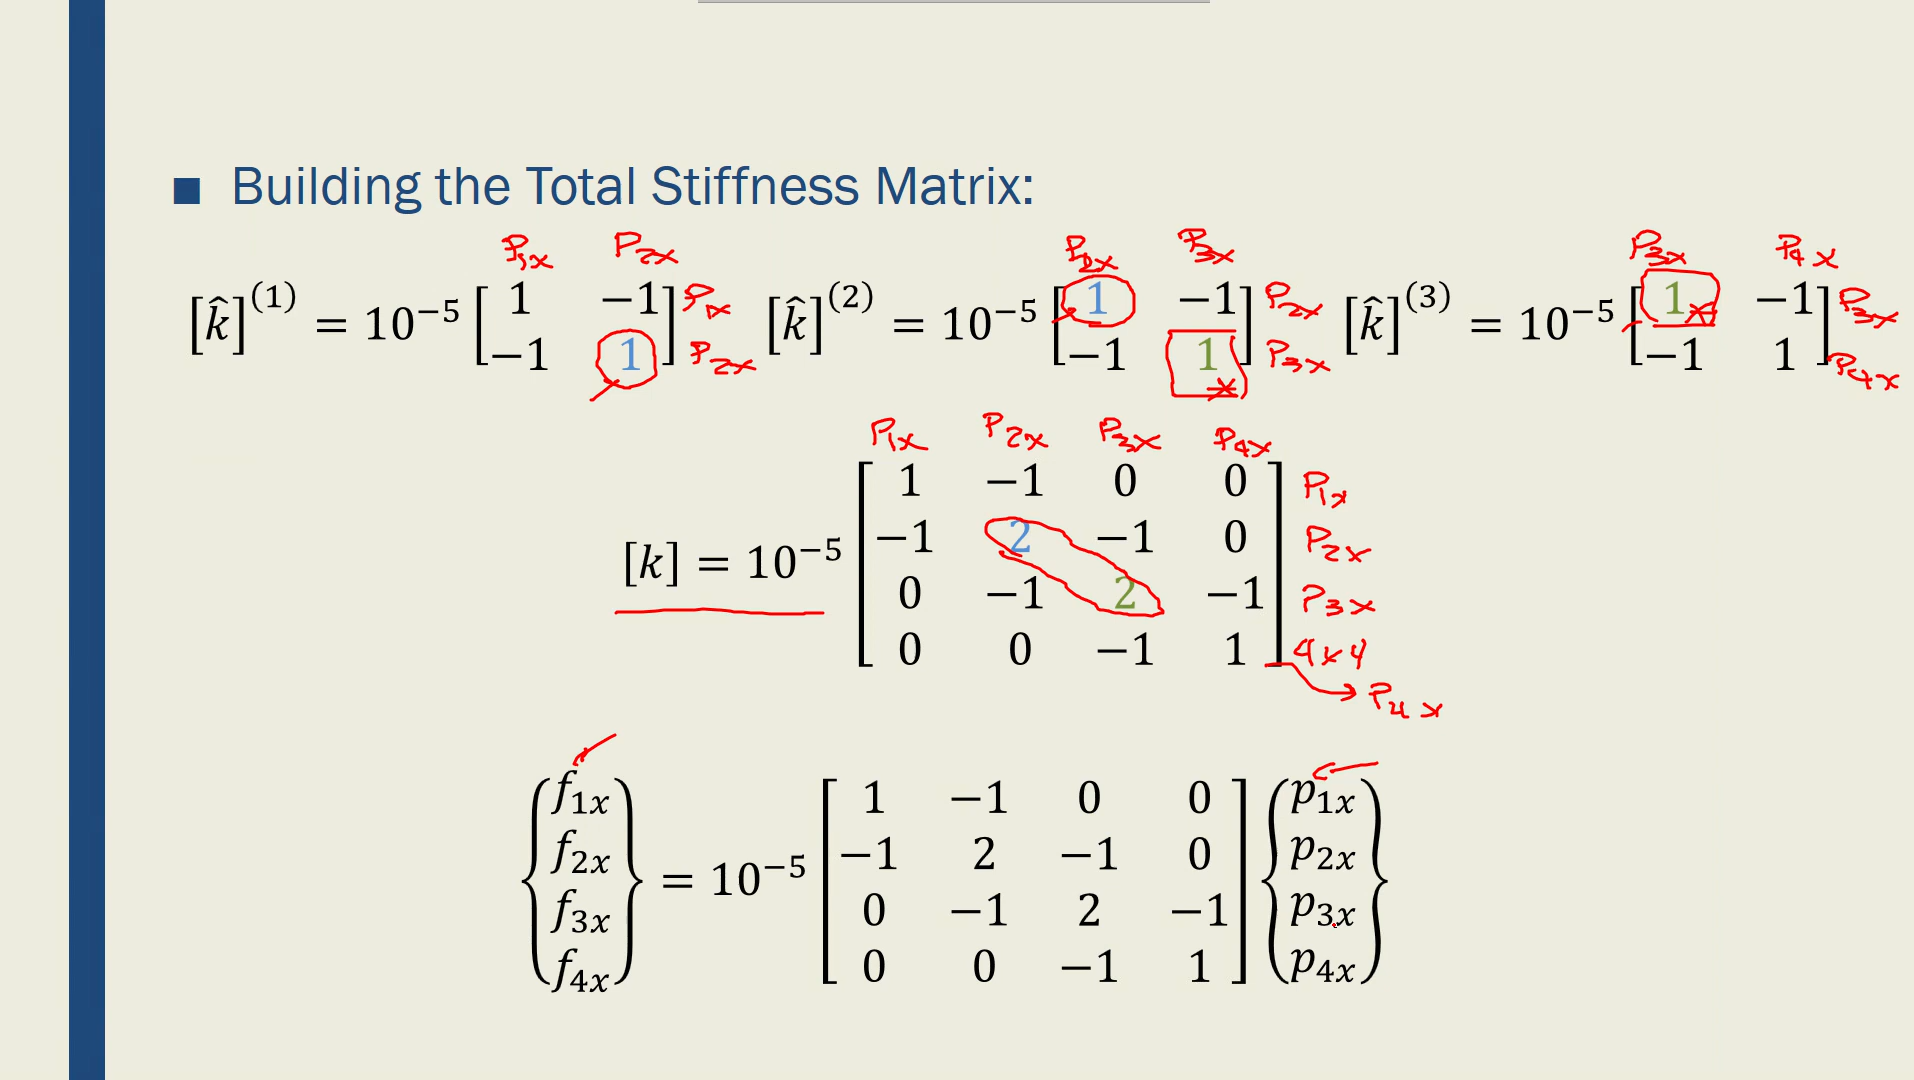 ■ Building the Total Stiffness Matrix:
P1x P2x P2x P3x P3x P4x
[k̂]^(1) = 10^−5 [1 −1; −1 1] P1x P2x [k̂]^(2) = 10^−5 [1 −1; −1 1] P2x P3x [k̂]^(3) = 10^−5 [1 −1; −1 1] P3x P4x
P1x P2x P3x P4x
1 −1 0 0 P1x
−1 2 −1 0 P2x
[k] = 10^−5
0 −1 2 −1 P3x
0 0 −1 1 4x4
P4x
f1x 1 −1 0 0 p1x
f2x −1 2 −1 0 p2x
= 10^−5
f3x 0 −1 2 −1 p3x
f4x 0 0 −1 1 p4x